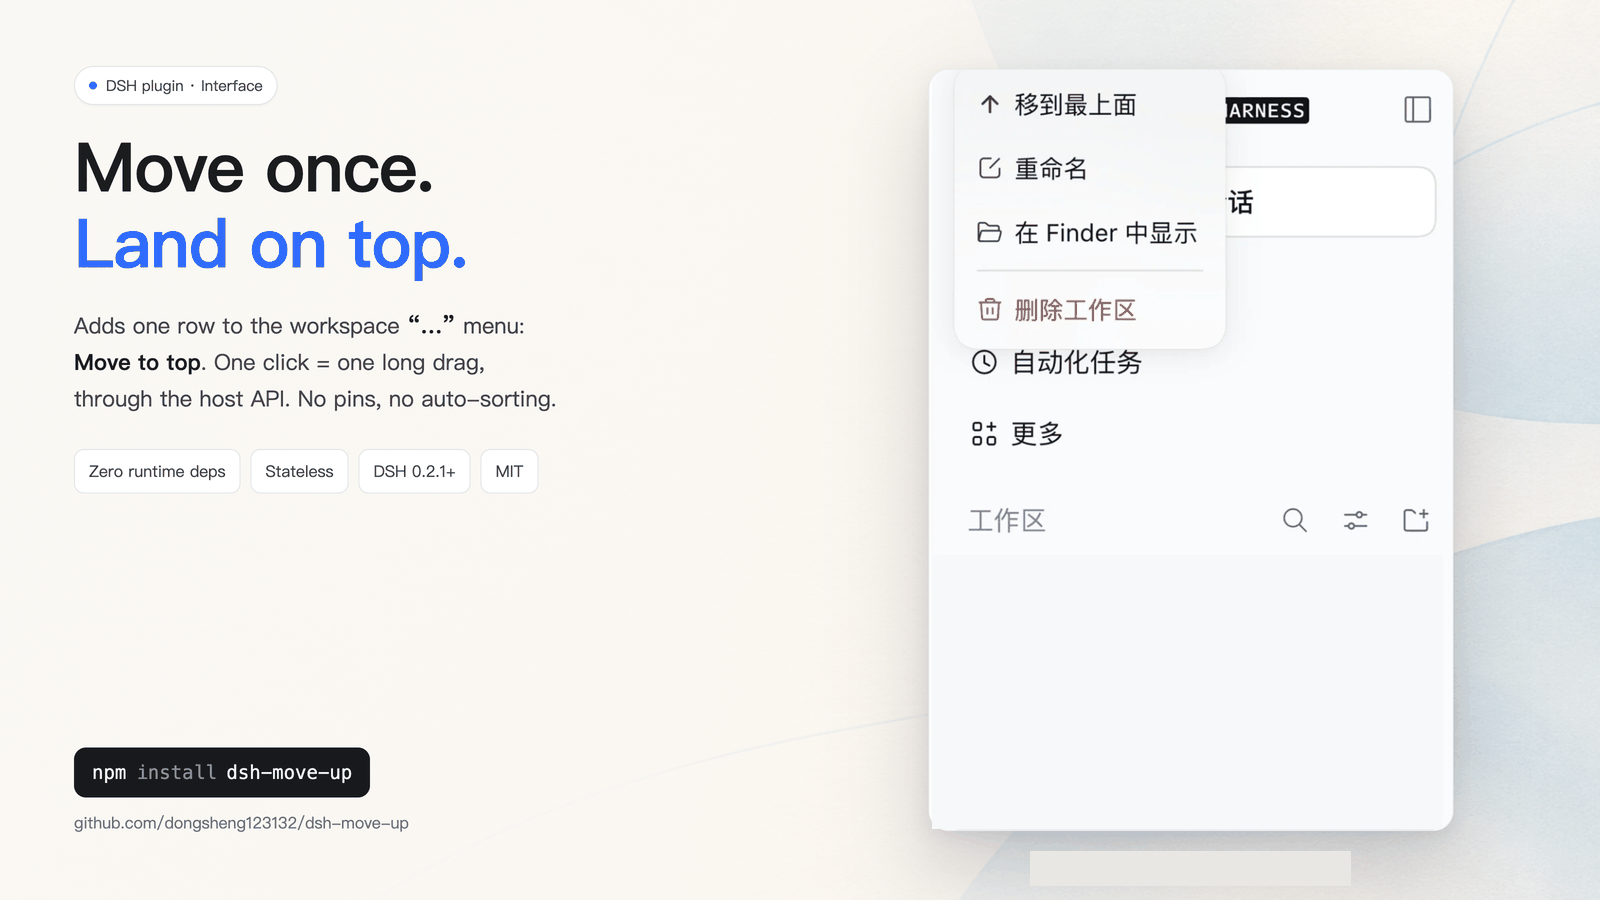 DSH plugin · Interface
Move once.
Land on top.
Adds one row to the workspace “…” menu:
Move to top. One click = one long drag,
through the host API. No pins, no auto–sorting.
Zero runtime deps
Stateless
DSH 0.2.1+
MIT
npm install dsh–move–up
github.com/dongsheng123132/dsh–move–up
移到最上面
重命名
在 Finder 中显示
删除工作区
ARNESS
话
自动化任务
更多
工作区